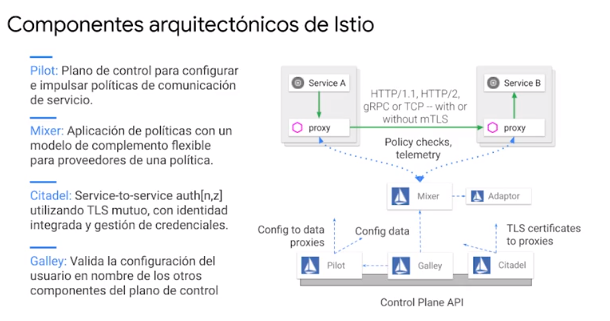 Componentes arquitectónicos de Istio
Pilot: Plano de control para configurar
e impulsar políticas de comunicación
de servicio.
Mixer: Aplicación de políticas con un
modelo de complemento flexible
para proveedores de una política.
Citadel: Service-to-service auth[n,z]
utilizando TLS mutuo, con identidad
integrada y gestión de credenciales.
Galley: Valida la configuración del
usuario en nombre de los otros
componentes del plano de control
Service A
Service B
HTTP/1.1, HTTP/2,
gRPC or TCP -- with or
without mTLS
proxy
proxy
Policy checks,
telemetry
Mixer
Adaptor
Config to data
proxies
Config data
TLS certificates
to proxies
Pilot
Galley
Citadel
Control Plane API